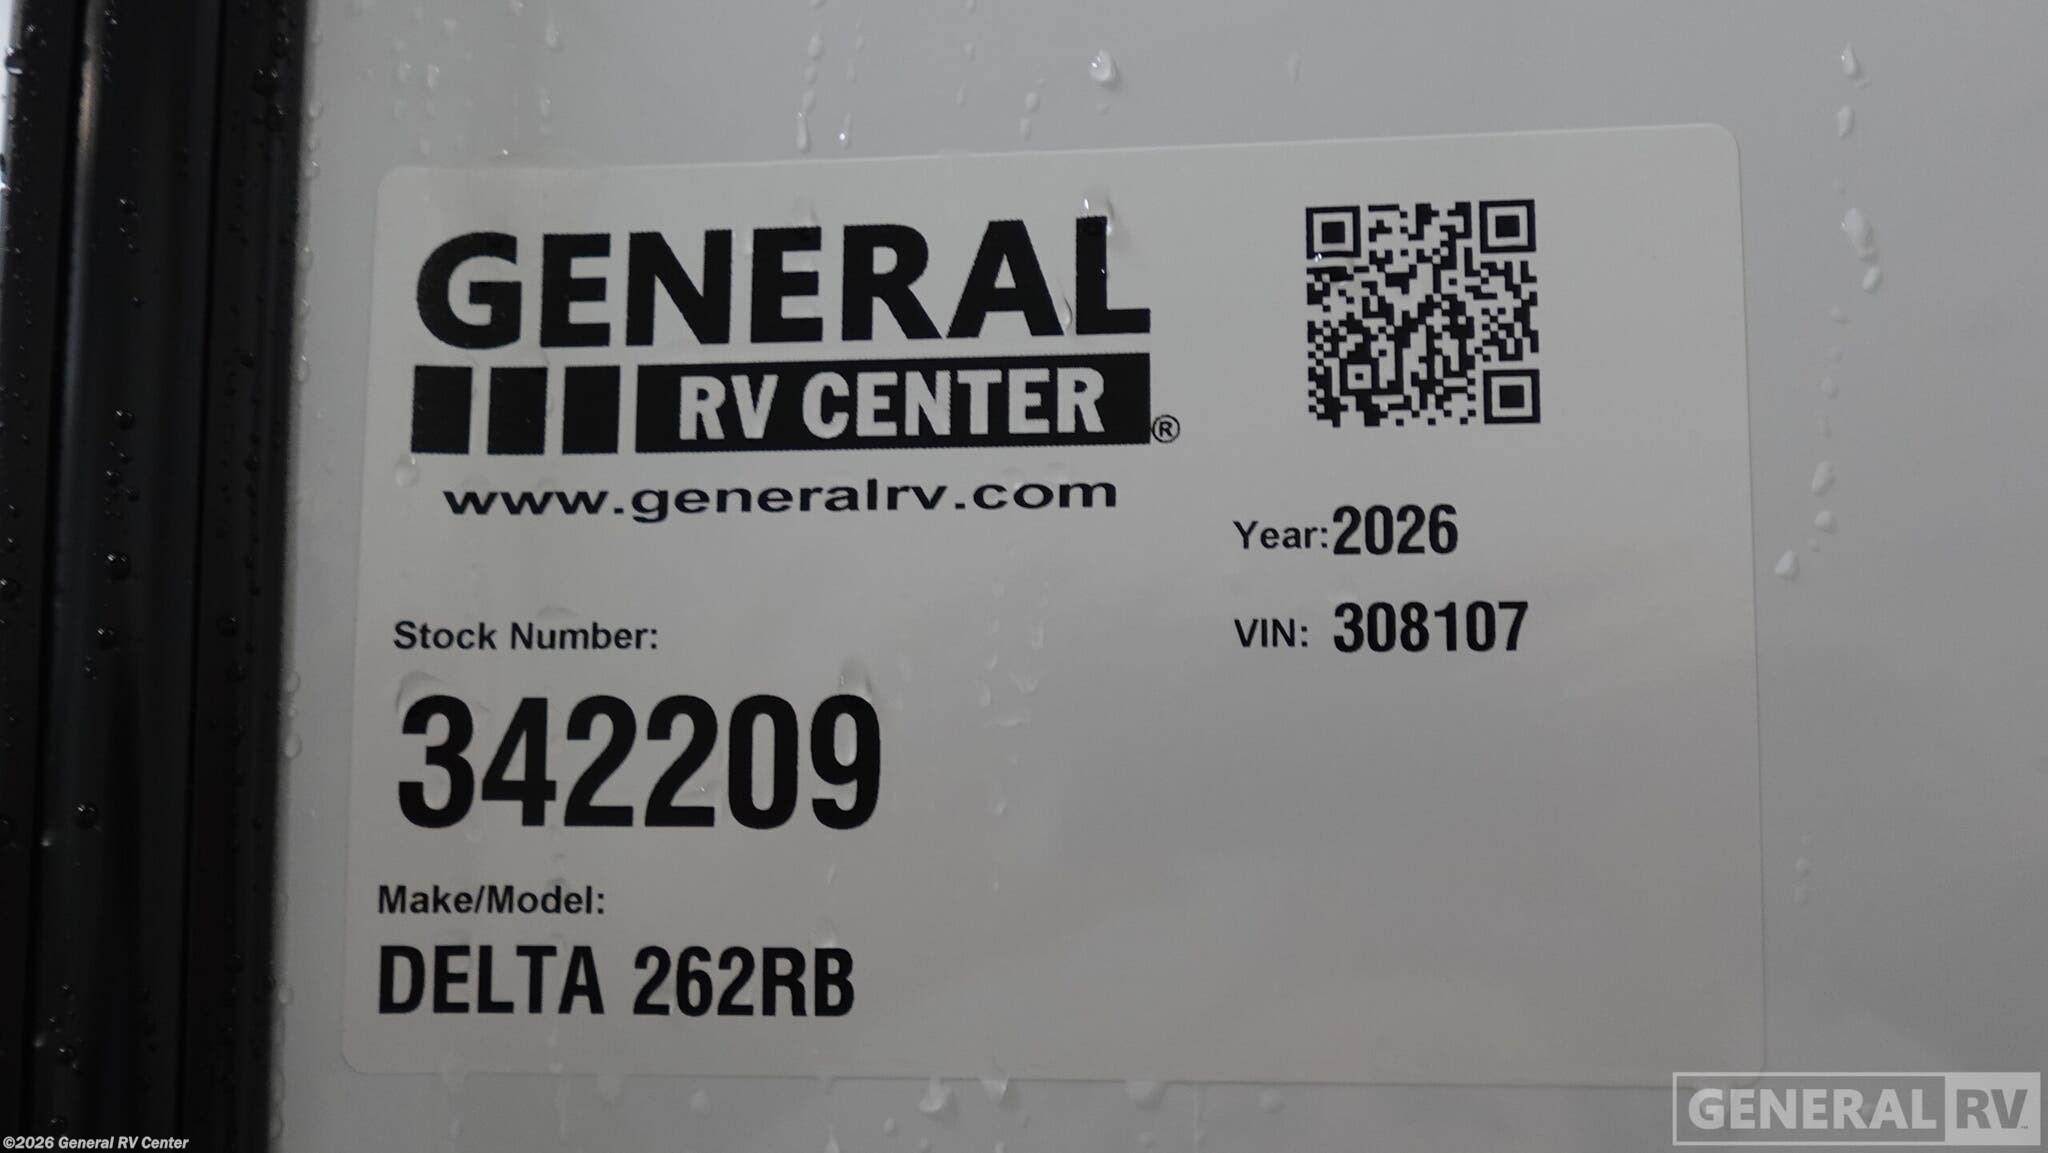 GENERAL
RV CENTER®
www.generalrv.com
Year: 2026
VIN: 308107
Stock Number:
342209
Make/Model:
DELTA 262RB
GENERAL RV™
©2026 General RV Center